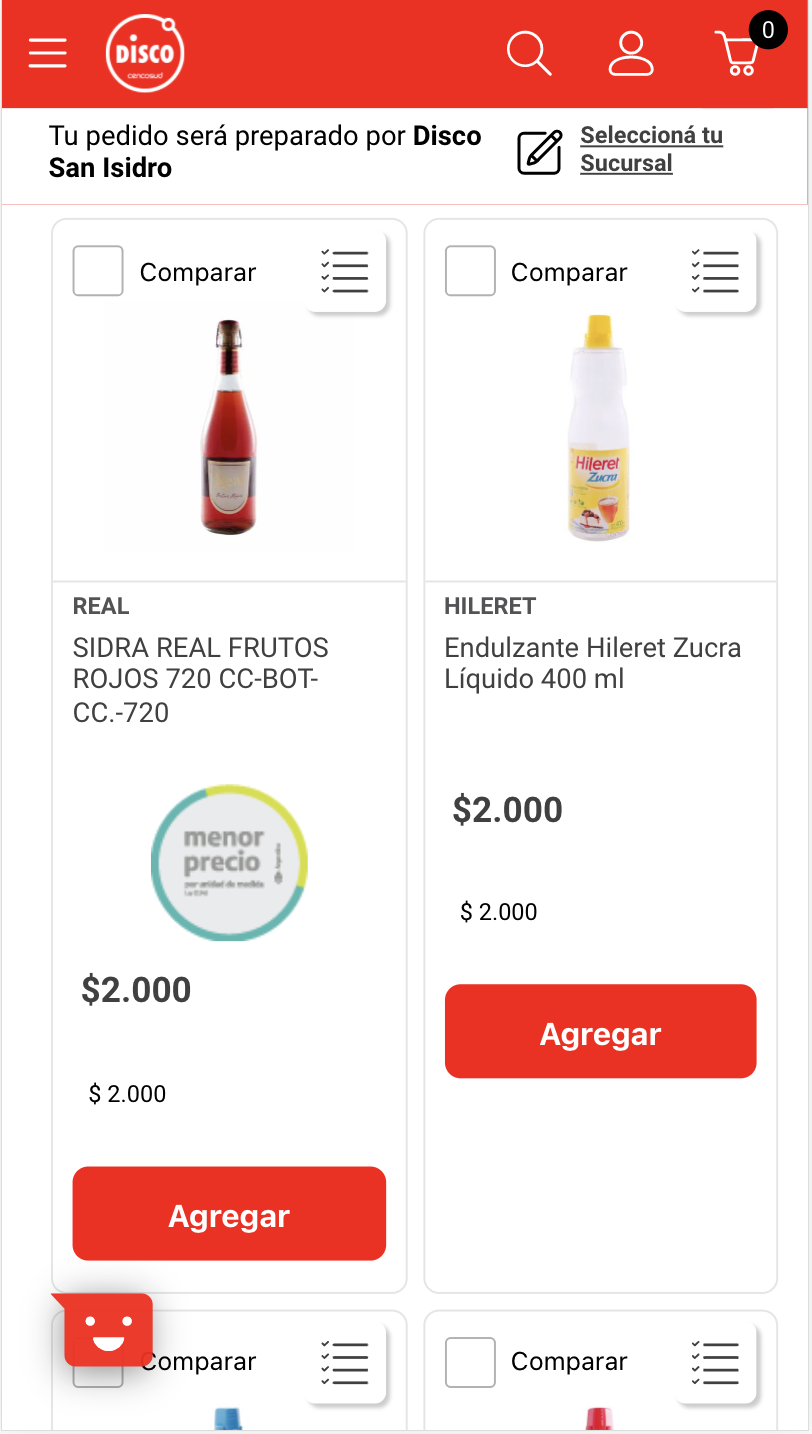 DISCO
cencosud
0
Tu pedido será preparado por Disco
San Isidro
Seleccioná tu
Sucursal
Comparar
REAL
SIDRA REAL FRUTOS
ROJOS 720 CC-BOT-
CC.-720
menor
precio
por unidad de medida
Argentina
$2.000
$ 2.000
Agregar
Comparar
Hileret
Zucra
HILERET
Endulzante Hileret Zucra
Líquido 400 ml
$2.000
$ 2.000
Agregar
Comparar
Comparar